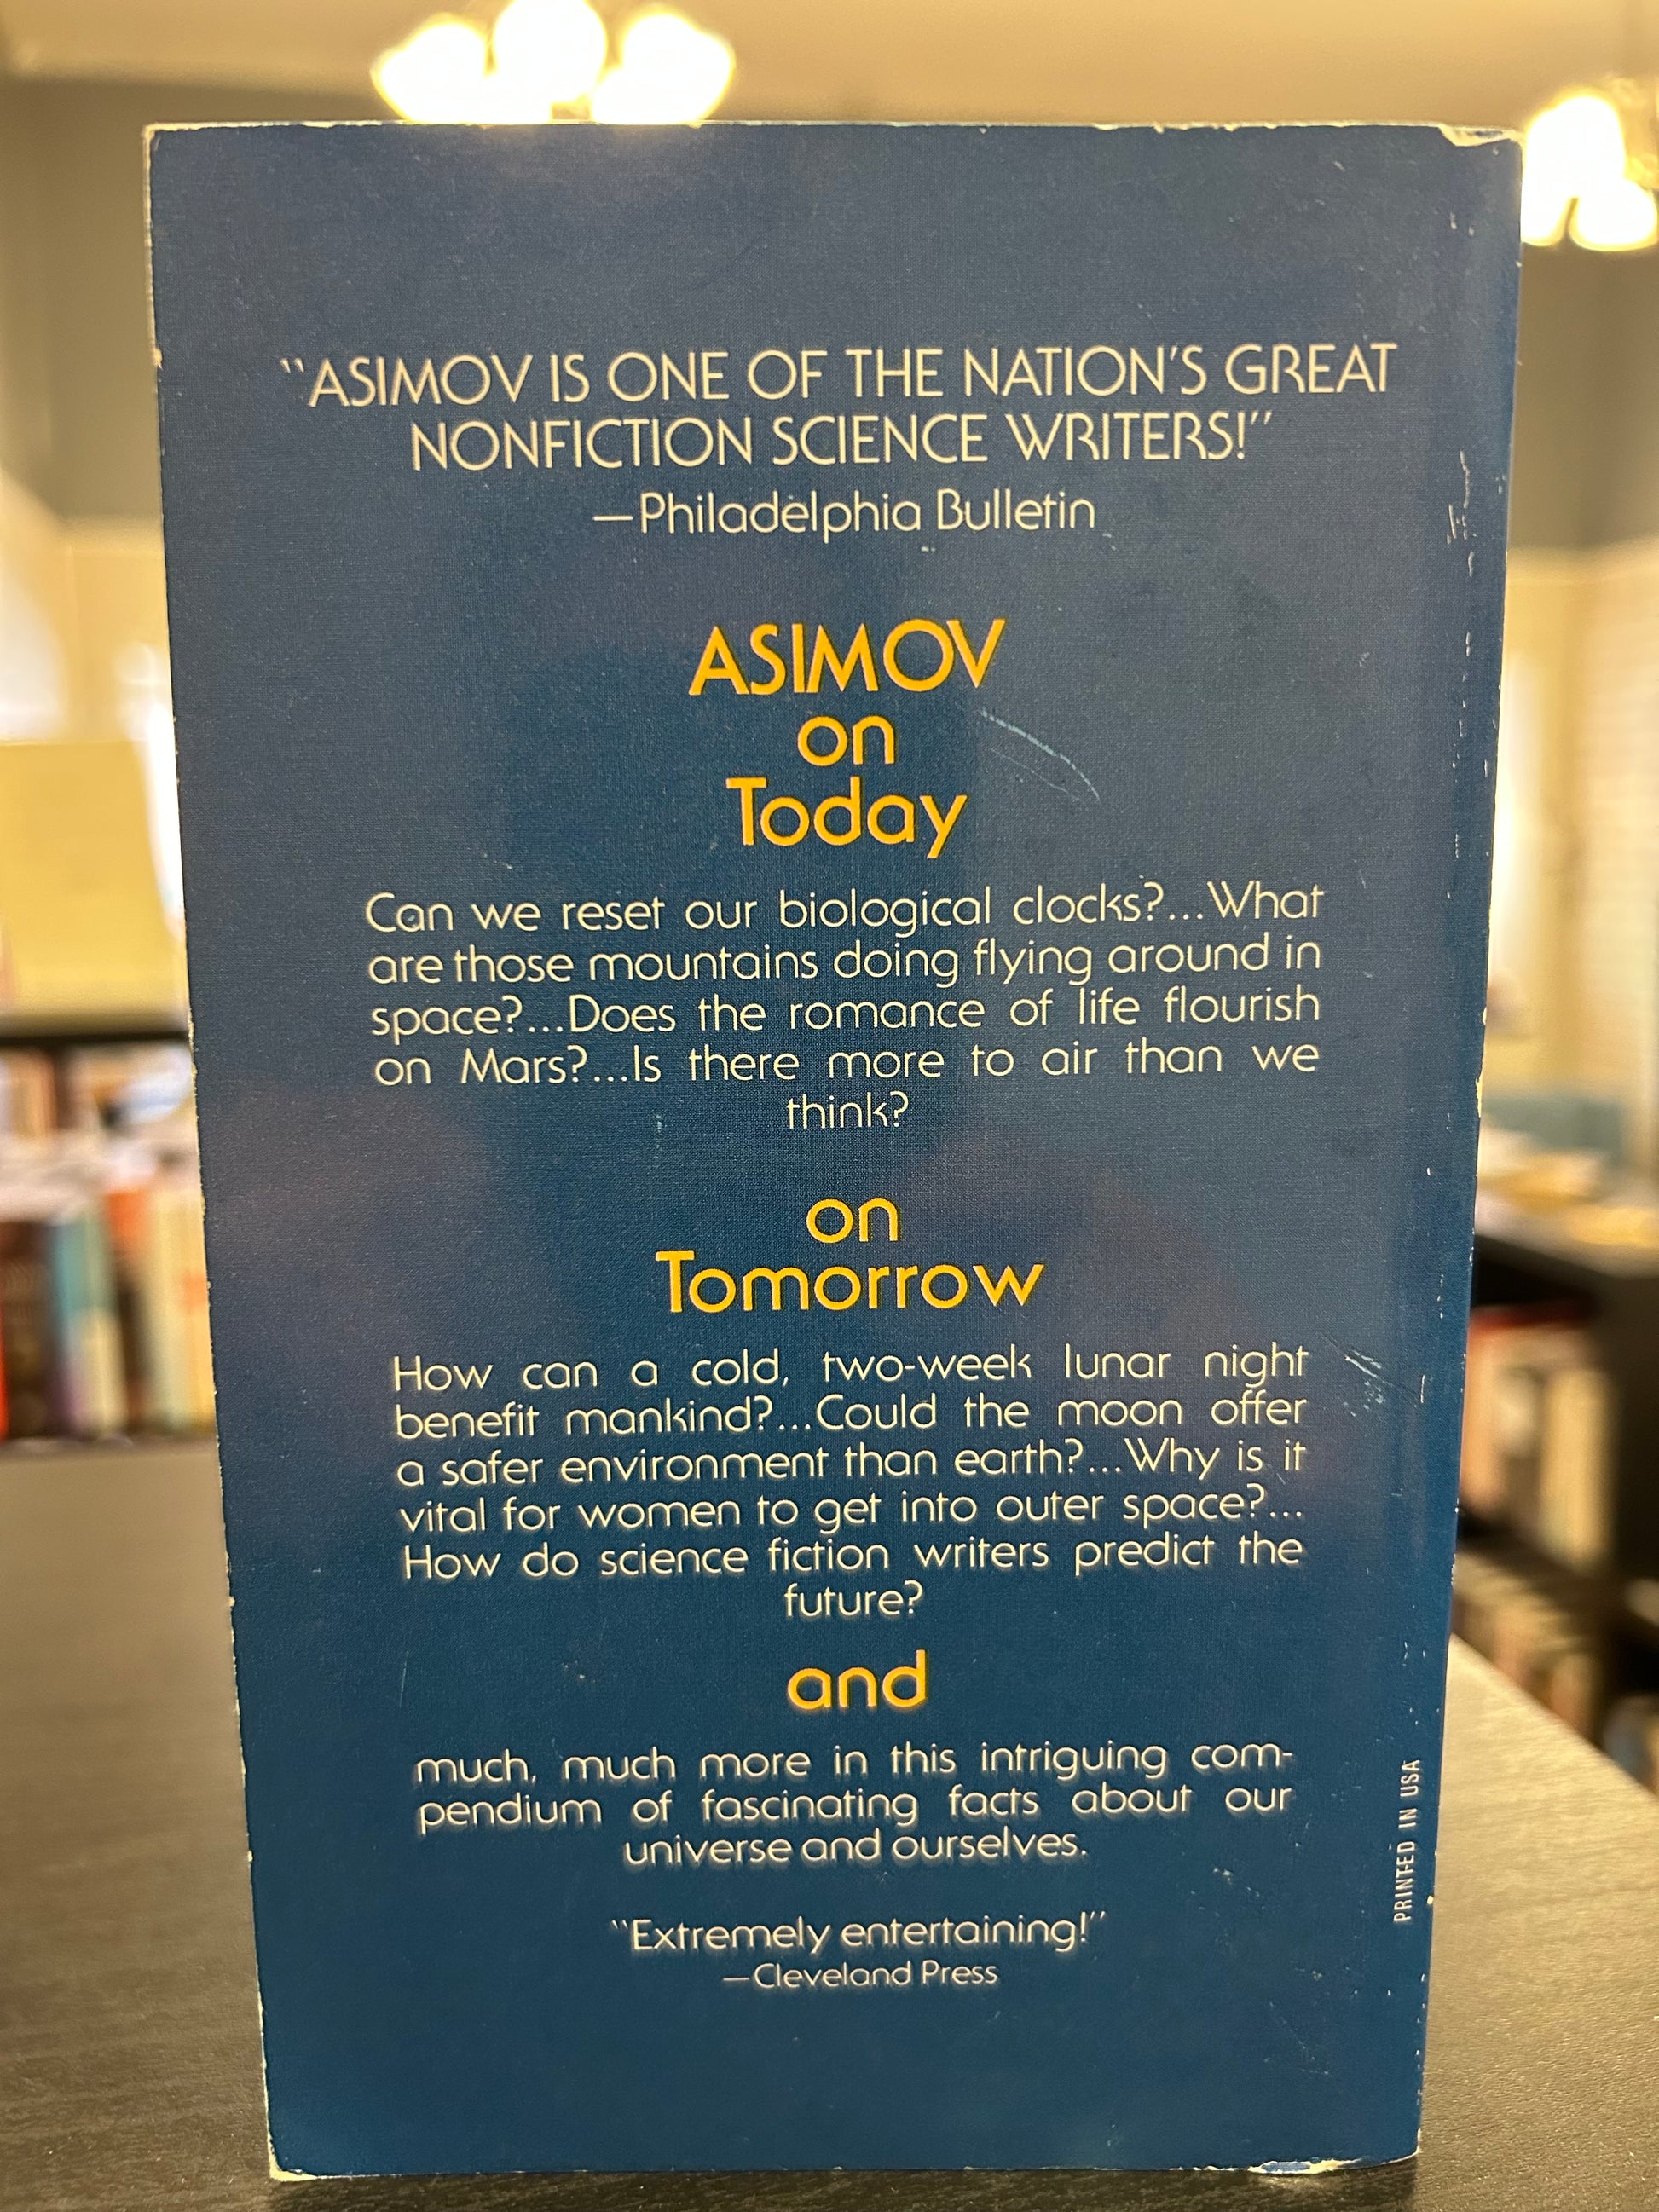 "ASIMOV IS ONE OF THE NATION'S GREAT
NONFICTION SCIENCE WRITERS!"
—Philadelphia Bulletin
ASIMOV
on
Today
Can we reset our biological clocks?...What
are those mountains doing flying around in
space?...Does the romance of life flourish
on Mars?...Is there more to air than we
think?
on
Tomorrow
How can a cold, two-week lunar night
benefit mankind?...Could the moon offer
a safer environment than earth?...Why is it
vital for women to get into outer space?...
How do science fiction writers predict the
future?
and
much, much more in this intriguing com-
pendium of fascinating facts about our
universe and ourselves.
"Extremely entertaining!"
—Cleveland Press
PRINTED IN USA